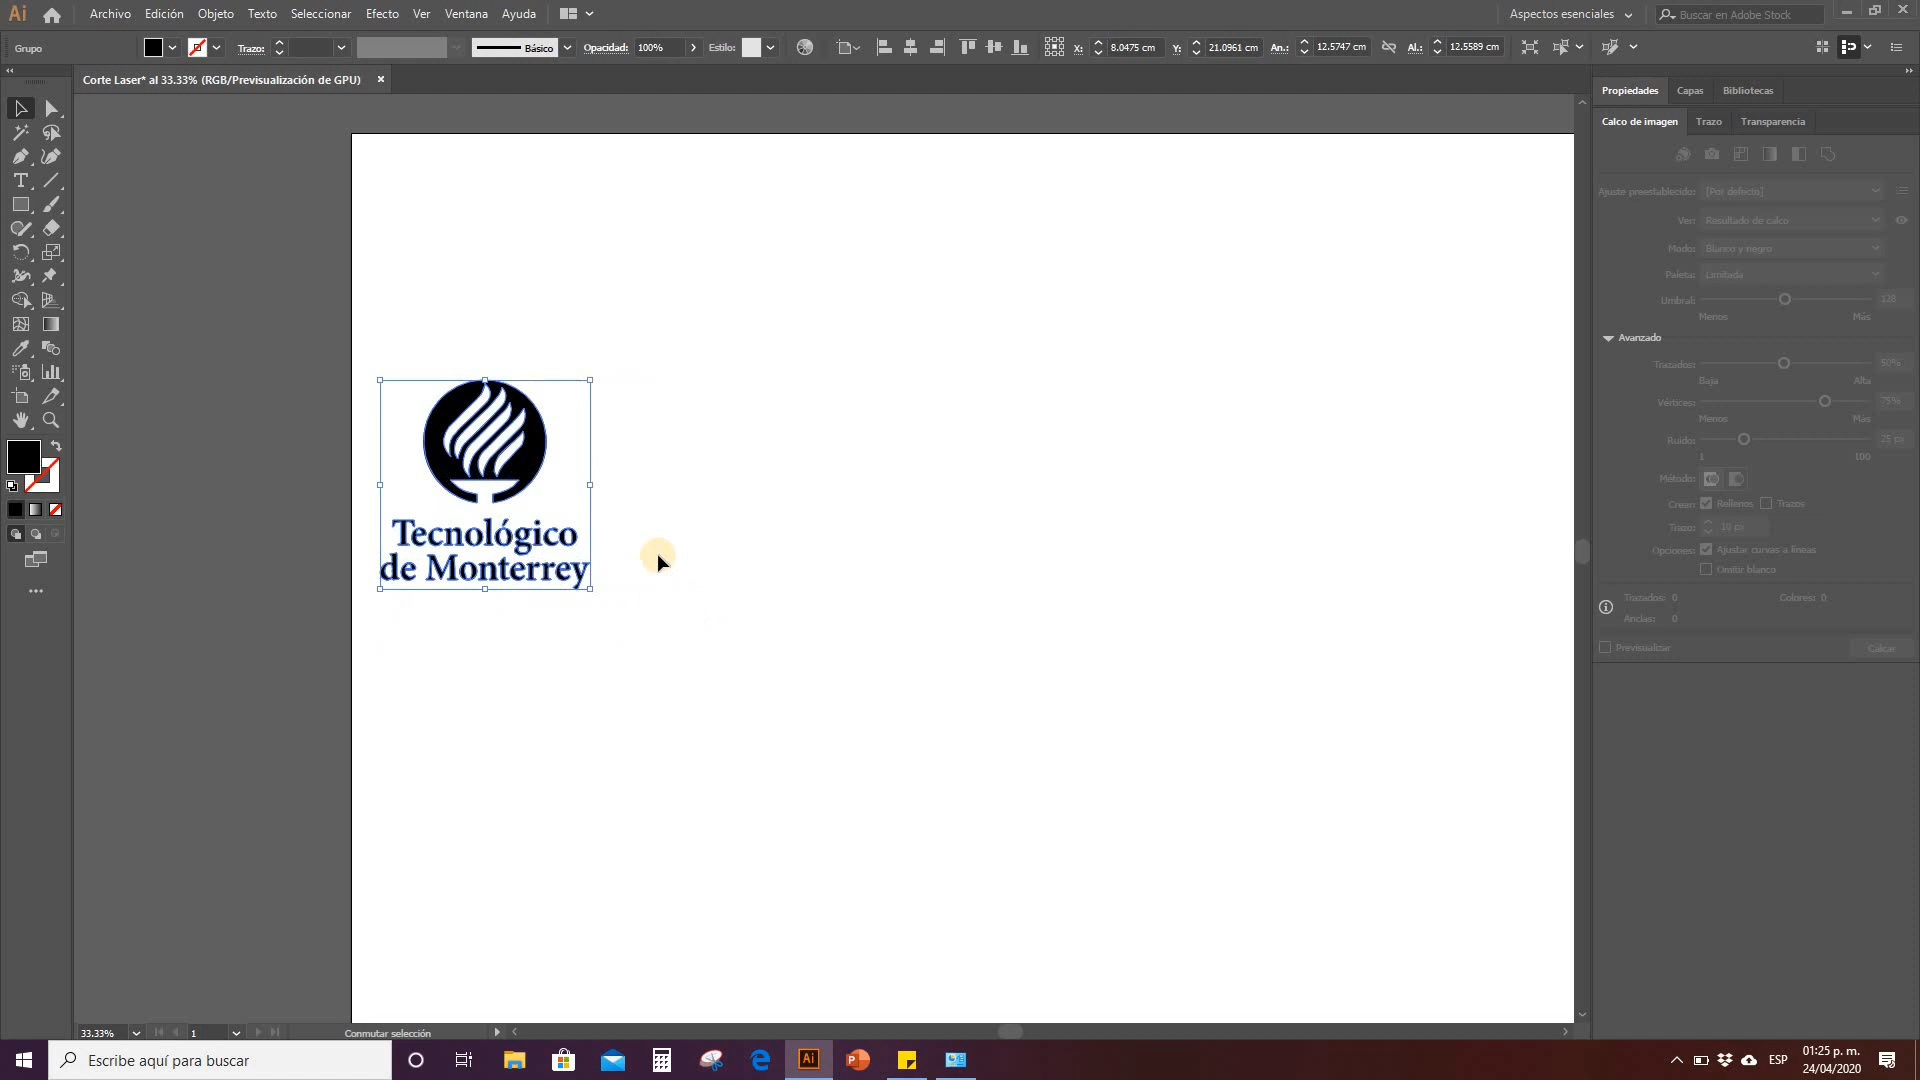 Ai Archivo Edición Objeto Texto Seleccionar Efecto Ver Ventana Ayuda Aspectos esenciales Buscar en Adobe Stock
Grupo Trazo: Básico Opacidad: 100% Estilo: X: 8.0475 cm Y: 21.0961 cm An.: 12.5747 cm Al.: 12.5589 cm
Corte Laser* al 33.33% (RGB/Previsualización de GPU)
Propiedades Capas Bibliotecas
Calco de imagen Trazo Transparencia
Ajuste preestablecido: [Por defecto]
Ver: Resultado de calco
Modo: Blanco y negro
Paleta: Limitada
Umbral: 128
Menos Más
Avanzado
Trazados: 50%
Baja Alta
Vértices: 75%
Menos Más
Ruido: 25 px
1 100
Método:
Crear: Rellenos Trazos
Trazo: 10 px
Opciones: Ajustar curvas a líneas
Omitir blanco
Trazados: 0 Colores: 0
Anclas: 0
Previsualizar Calcar
Tecnológico
de Monterrey
33.33% 1 Conmutar selección
Escribe aquí para buscar
Ai
ESP
01:25 p. m.
24/04/2020